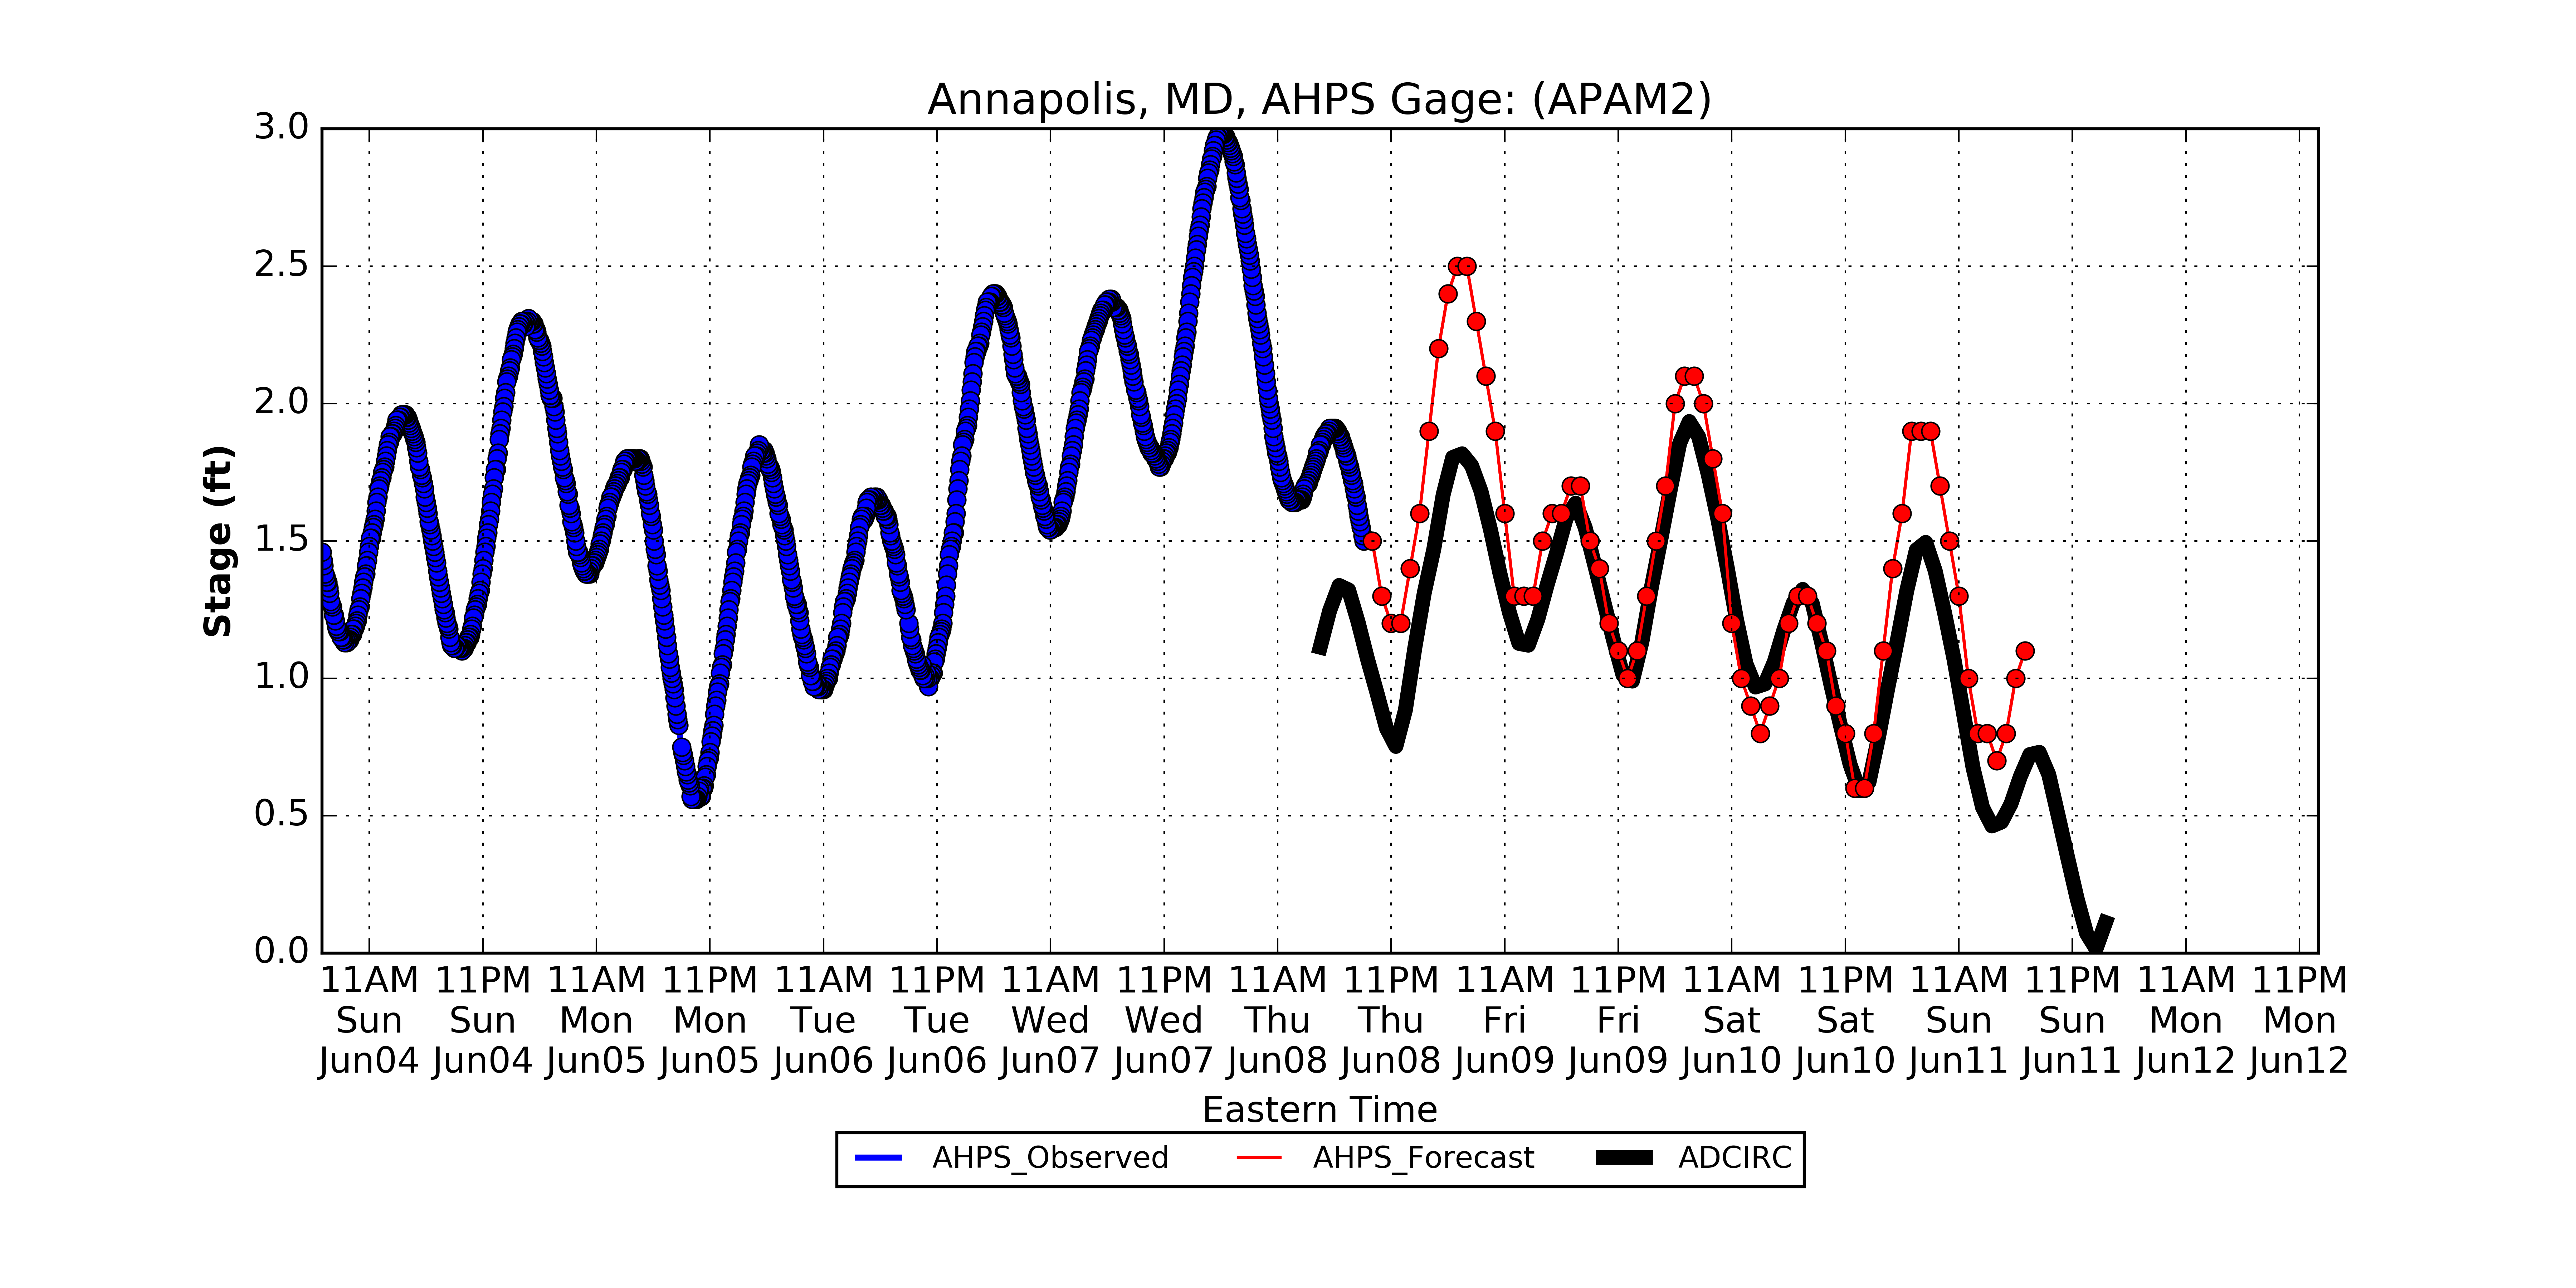 Annapolis, MD, AHPS Gage: (APAM2)
3.0
2.5
2.0
1.5
1.0
0.5
0.0
Stage (ft)
11AM 11PM 11AM 11PM 11AM 11PM 11AM 11PM 11AM 11PM 11AM 11PM 11AM 11PM 11AM 11PM 11AM 11PM
Sun Sun Mon Mon Tue Tue Wed Wed Thu Thu Fri Fri Sat Sat Sun Sun Mon Mon
Jun04 Jun04 Jun05 Jun05 Jun06 Jun06 Jun07 Jun07 Jun08 Jun08 Jun09 Jun09 Jun10 Jun10 Jun11 Jun11 Jun12 Jun12
Eastern Time
AHPS_Observed AHPS_Forecast ADCIRC